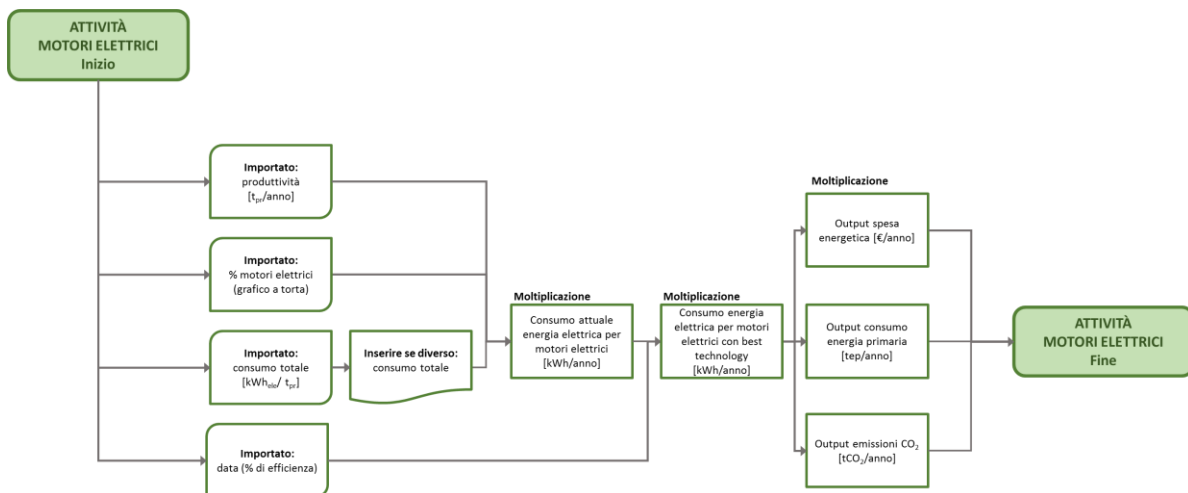 ATTIVITÀ
MOTORI ELETTRICI
Inizio
Importato:
produttività
[tpr/anno]
Importato:
% motori elettrici
(grafico a torta)
Importato:
consumo totale
[kWhele/ tpr]
Inserire se diverso:
consumo totale
Importato:
data (% di efficienza)
Moltiplicazione
Consumo attuale
energia elettrica per
motori elettrici
[kWh/anno]
Moltiplicazione
Consumo energia
elettrica per motori
elettrici con best
technology
[kWh/anno]
Moltiplicazione
Output spesa
energetica [€/anno]
Output consumo
energia primaria
[tep/anno]
Output emissioni CO2
[tCO2/anno]
ATTIVITÀ
MOTORI ELETTRICI
Fine